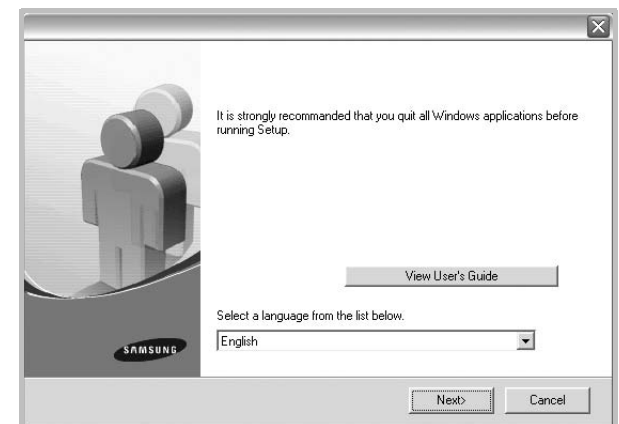 It is strongly recommanded that you quit all Windows applications before
running Setup.
View User's Guide
Select a language from the list below.
English
SAMSUNG
Next>
Cancel